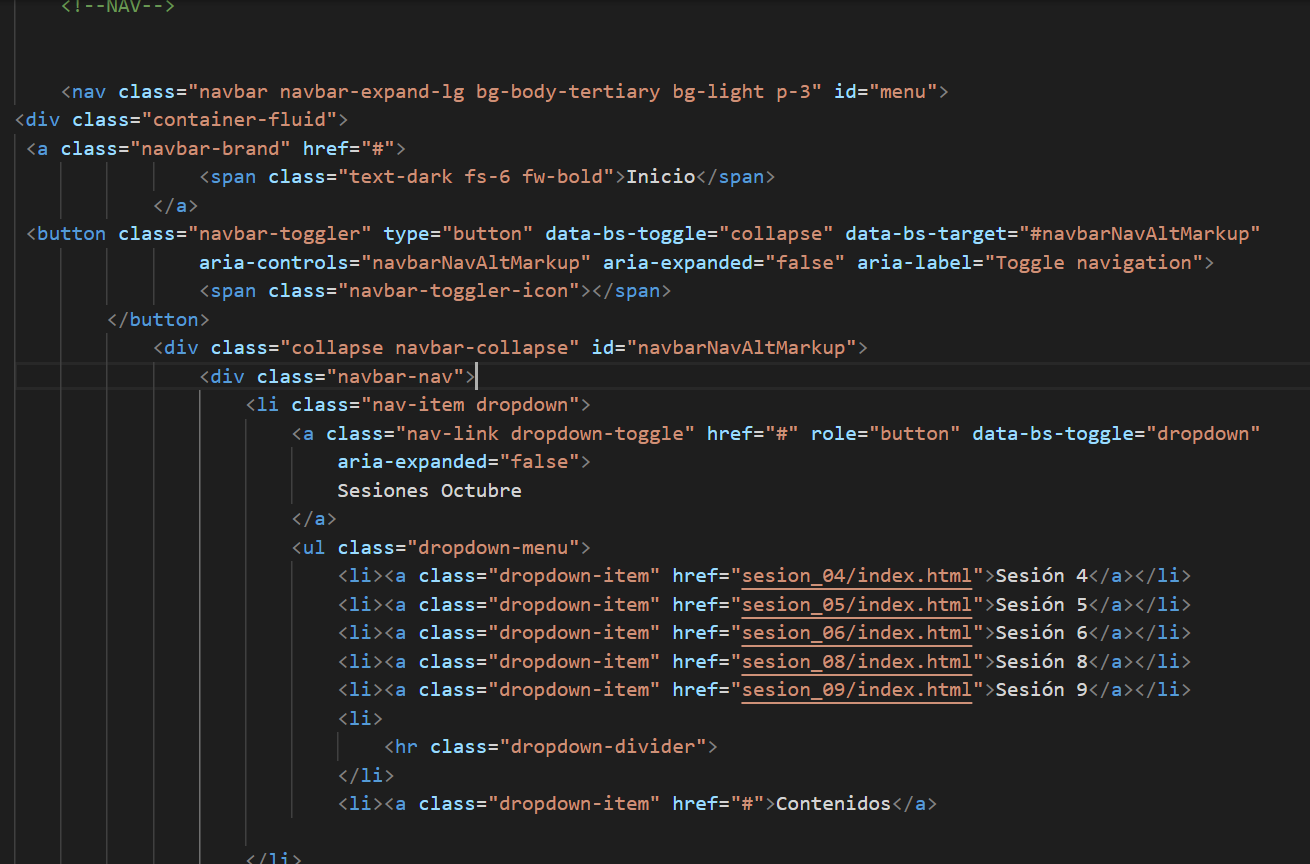 <!--NAV-->
<nav class="navbar navbar-expand-lg bg-body-tertiary bg-light p-3" id="menu">
<div class="container-fluid">
<a class="navbar-brand" href="#">
<span class="text-dark fs-6 fw-bold">Inicio</span>
</a>
<button class="navbar-toggler" type="button" data-bs-toggle="collapse" data-bs-target="#navbarNavAltMarkup"
aria-controls="navbarNavAltMarkup" aria-expanded="false" aria-label="Toggle navigation">
<span class="navbar-toggler-icon"></span>
</button>
<div class="collapse navbar-collapse" id="navbarNavAltMarkup">
<div class="navbar-nav">
<li class="nav-item dropdown">
<a class="nav-link dropdown-toggle" href="#" role="button" data-bs-toggle="dropdown"
aria-expanded="false">
Sesiones Octubre
</a>
<ul class="dropdown-menu">
<li><a class="dropdown-item" href="sesion_04/index.html">Sesión 4</a></li>
<li><a class="dropdown-item" href="sesion_05/index.html">Sesión 5</a></li>
<li><a class="dropdown-item" href="sesion_06/index.html">Sesión 6</a></li>
<li><a class="dropdown-item" href="sesion_08/index.html">Sesión 8</a></li>
<li><a class="dropdown-item" href="sesion_09/index.html">Sesión 9</a></li>
<li>
<hr class="dropdown-divider">
</li>
<li><a class="dropdown-item" href="#">Contenidos</a>
</li>